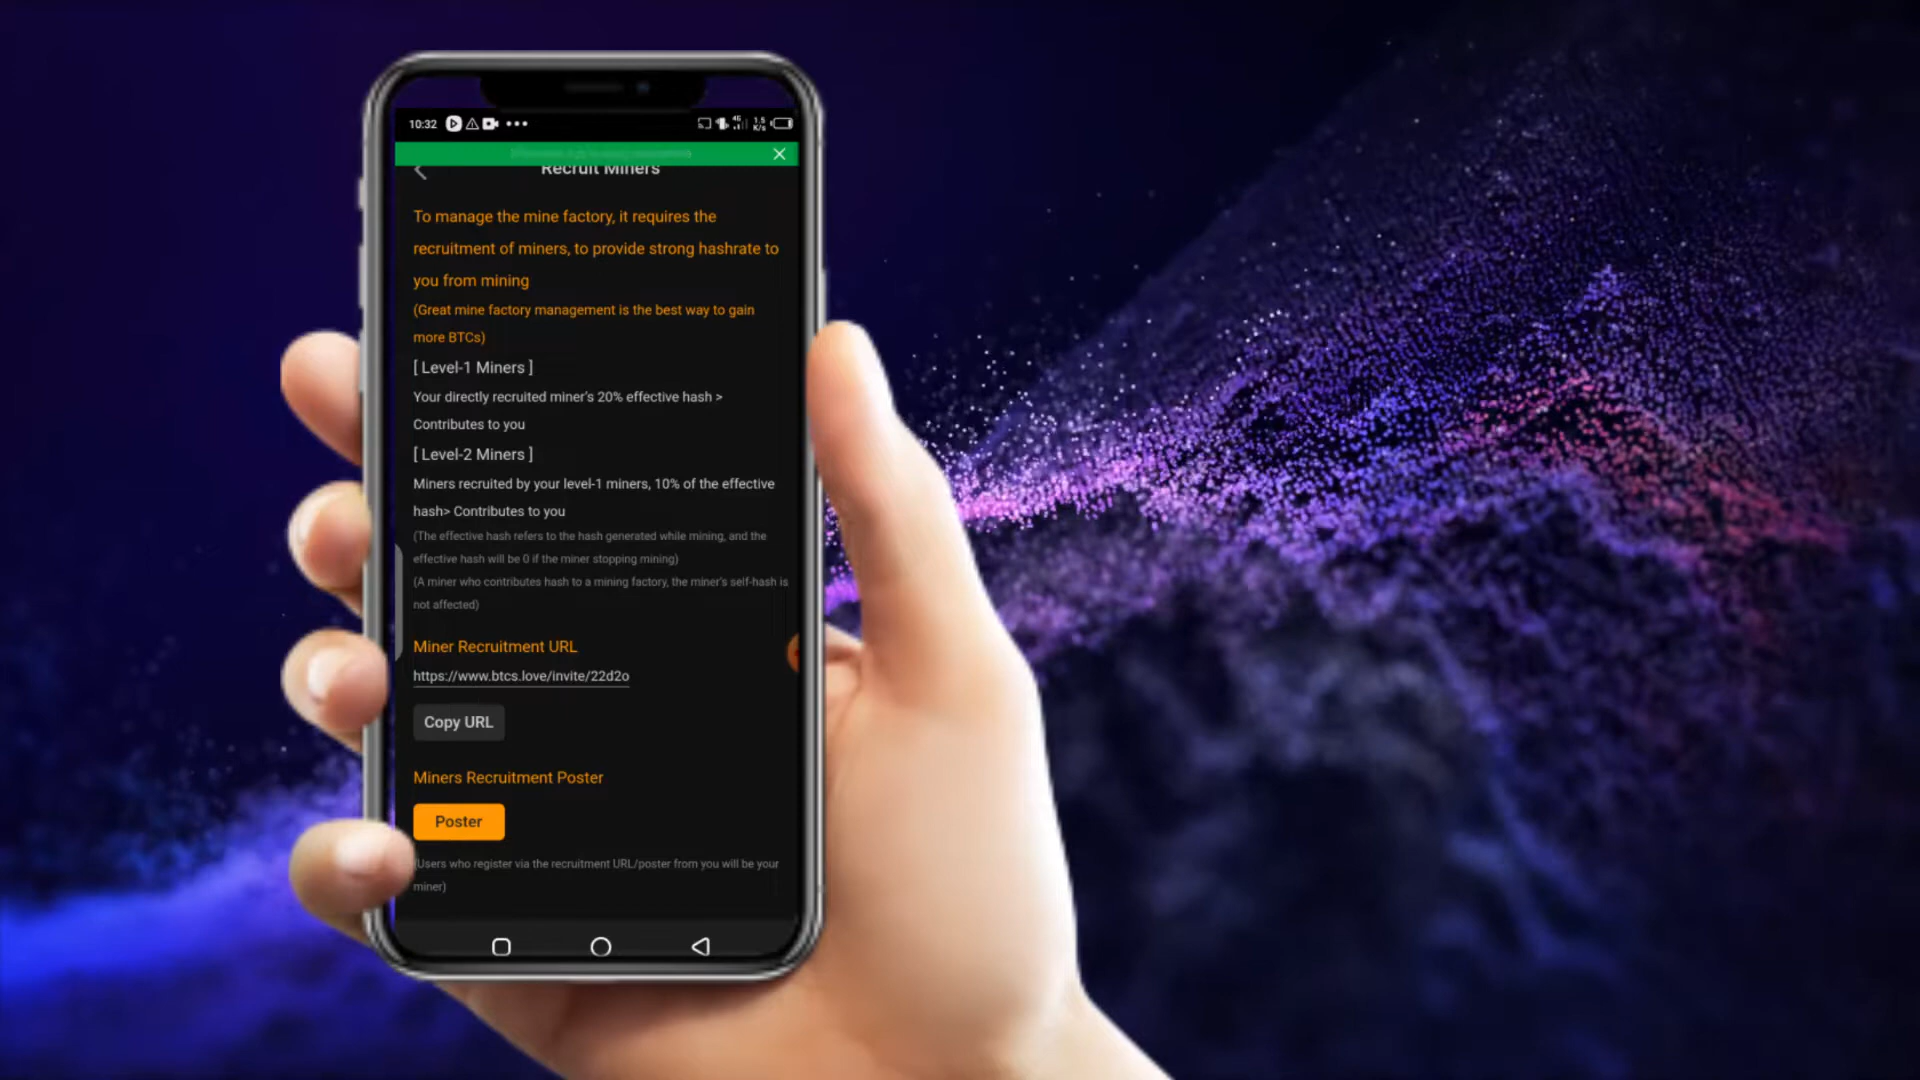 10:32
4G
1.5
K/s
Recruit Miners
To manage the mine factory, it requires the
recruitment of miners, to provide strong hashrate to
you from mining
(Great mine factory management is the best way to gain
more BTCs)
[ Level-1 Miners ]
Your directly recruited miner's 20% effective hash >
Contributes to you
[ Level-2 Miners ]
Miners recruited by your level-1 miners, 10% of the effective
hash> Contributes to you
(The effective hash refers to the hash generated while mining, and the
effective hash will be 0 if the miner stopping mining)
(A miner who contributes hash to a mining factory, the miner's self-hash is
not affected)
Miner Recruitment URL
https://www.btcs.love/invite/22d2o
Copy URL
Miners Recruitment Poster
Poster
(Users who register via the recruitment URL/poster from you will be your
miner)